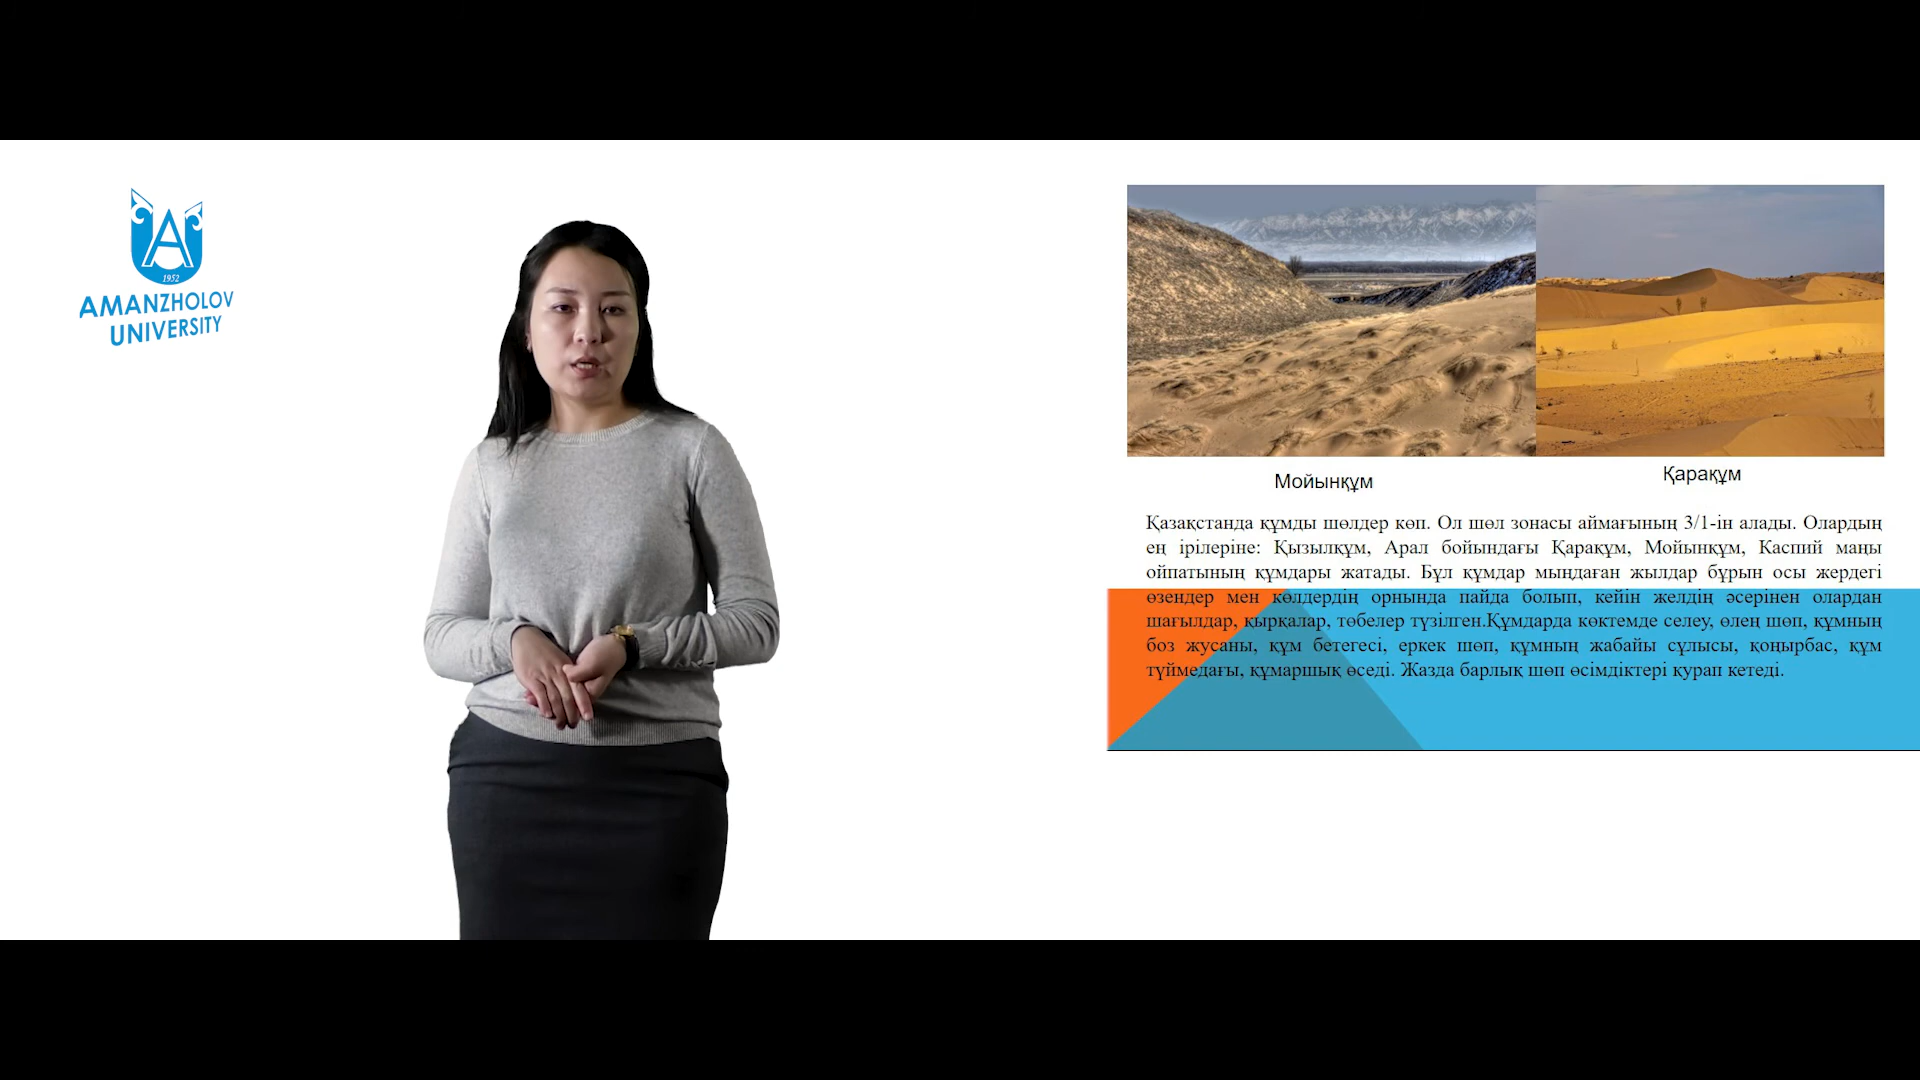 1952
AMANZHOLOV
UNIVERSITY
Мойынқұм
Қарақұм
Қазақстанда құмды шөлдер көп. Ол шөл зонасы аймағының 3/1-ін алады. Олардың
ең ірілеріне: Қызылқұм, Арал бойындағы Қарақұм, Мойынқұм, Каспий маңы
ойпатының құмдары жатады. Бұл құмдар мыңдаған жылдар бұрын осы жердегі
өзендер мен көлдердің орнында пайда болып, кейін желдің әсерінен олардан
шағылдар, қырқалар, төбелер түзілген.Құмдарда көктемде селеу, өлең шөп, құмның
боз жусаны, құм бетегесі, еркек шөп, құмның жабайы сұлысы, қоңырбас, құм
түймедағы, құмаршық өседі. Жазда барлық шөп өсімдіктері қурап кетеді.